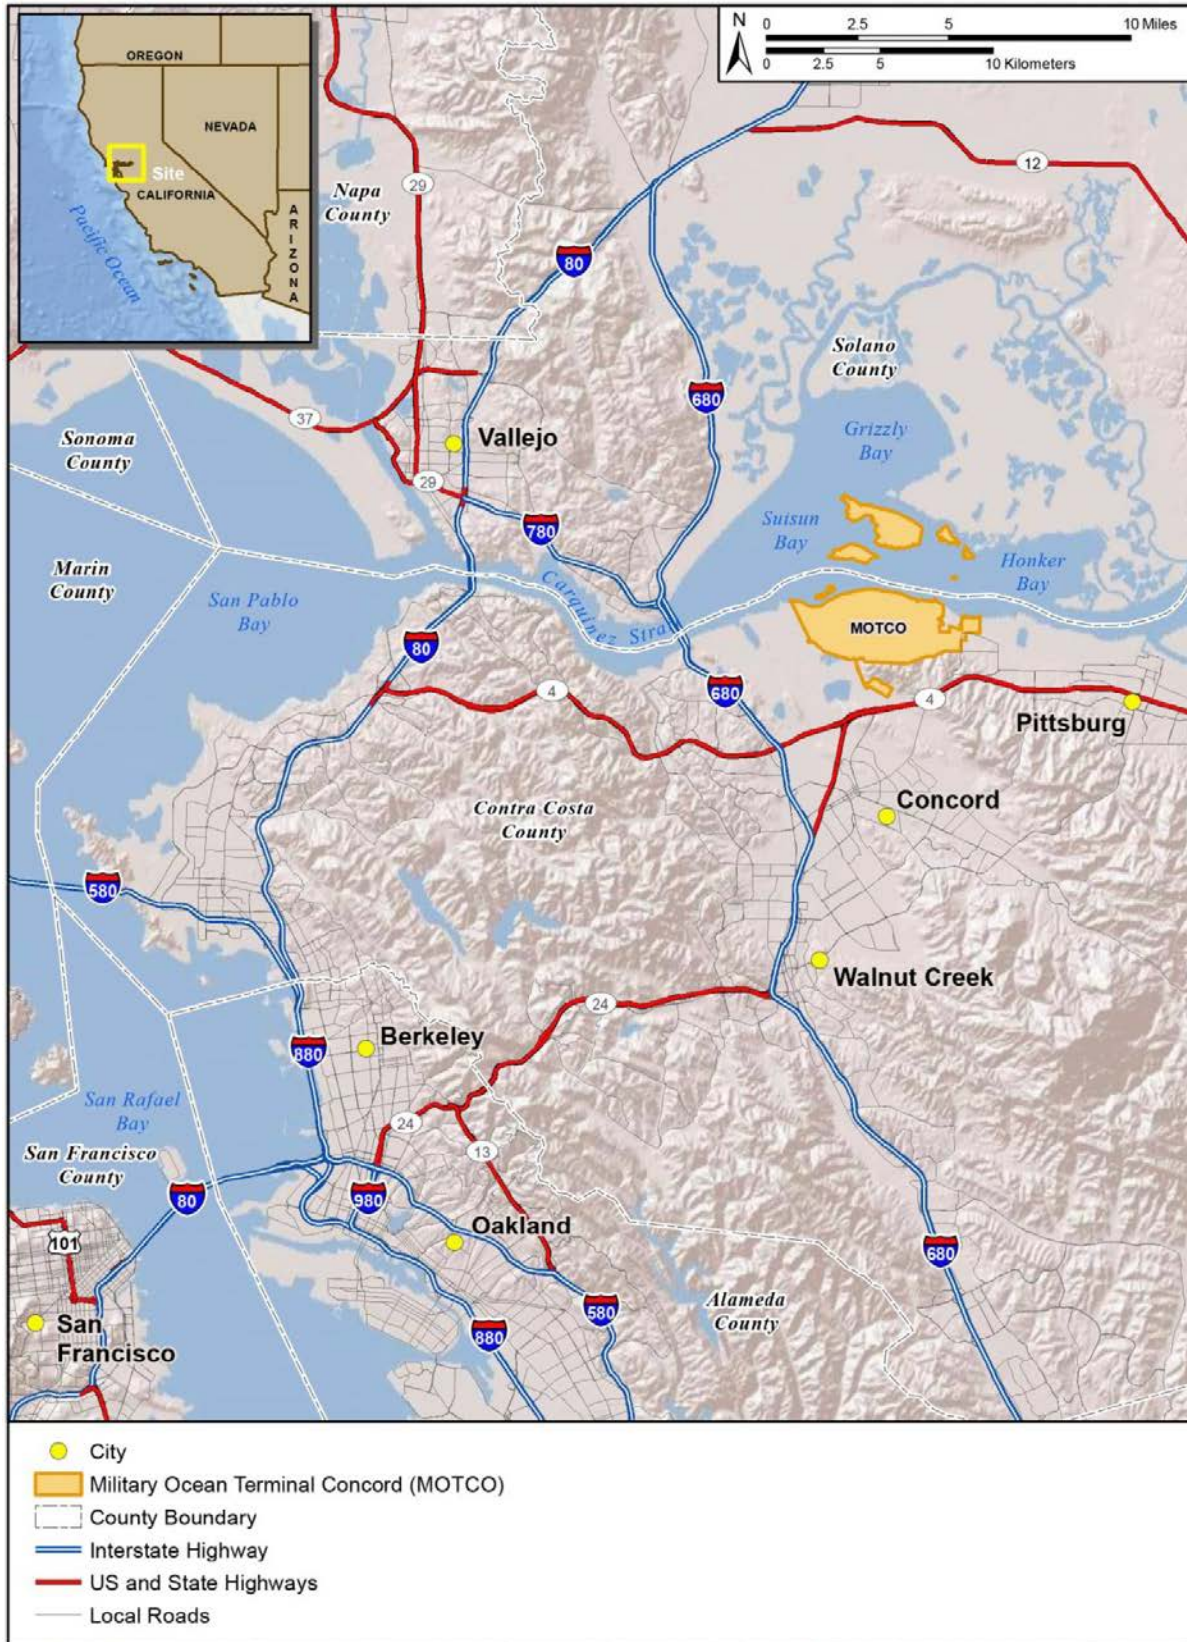 OREGON
NEVADA
Site
CALIFORNIA
ARIZONA
Pacific Ocean
N
0 2.5 5 10 Miles
0 2.5 5 10 Kilometers
12
29
Napa
County
80
Solano
County
680
37
Sonoma
County
Vallejo
Grizzly
Bay
29
780
Suisun
Bay
Honker
Bay
Marin
County
San Pablo
Bay
Carquinez Strait
MOTCO
80
4
680
4
Pittsburg
Contra Costa
County
Concord
580
Walnut Creek
24
Berkeley
880
San Rafael
Bay
24
13
San Francisco
County
80
980
Oakland
101
680
580
Alameda
County
880
San
Francisco
City
Military Ocean Terminal Concord (MOTCO)
County Boundary
Interstate Highway
US and State Highways
Local Roads